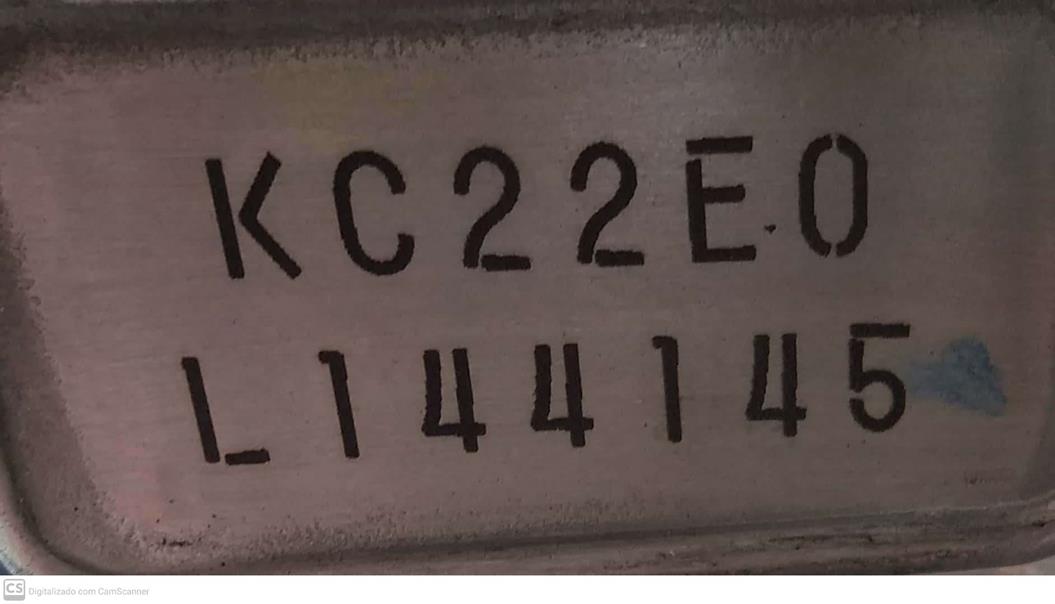 KC22E0
L144145
CS Digitalizado com CamScanner